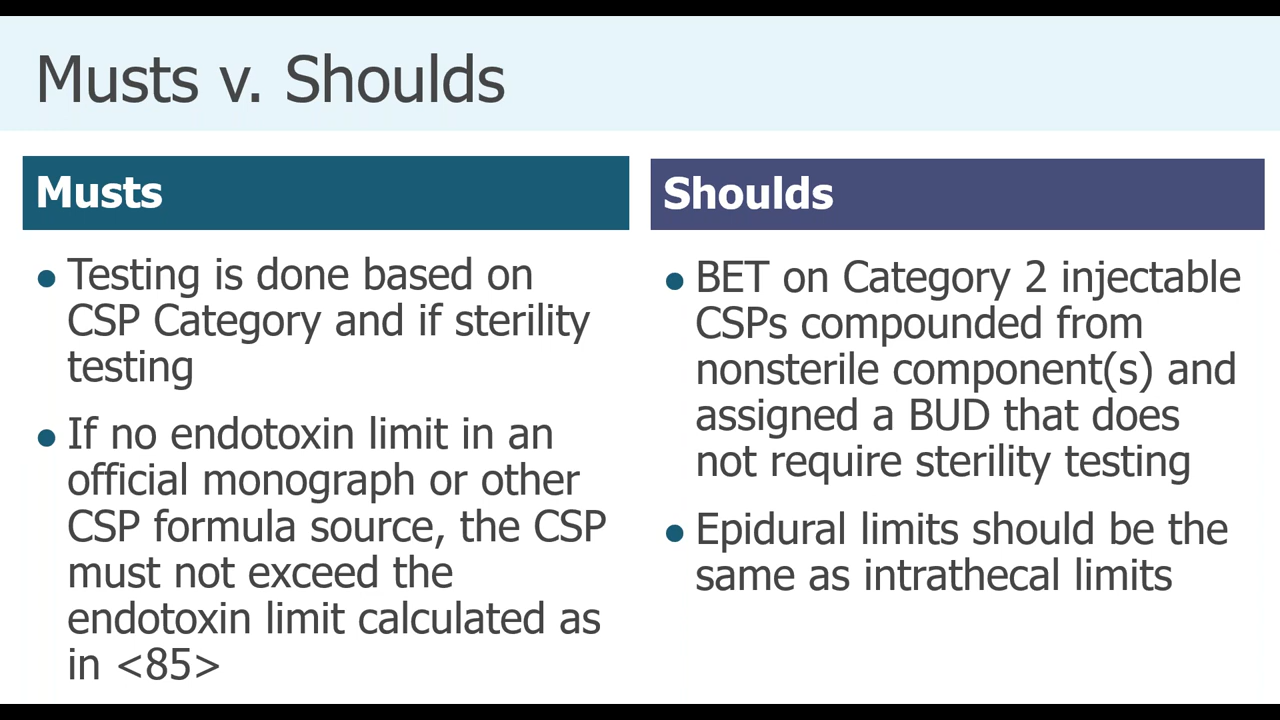 Musts v. Shoulds
Musts
● Testing is done based on
CSP Category and if sterility
testing
● If no endotoxin limit in an
official monograph or other
CSP formula source, the CSP
must not exceed the
endotoxin limit calculated as
in <85>
Shoulds
● BET on Category 2 injectable
CSPs compounded from
nonsterile component(s) and
assigned a BUD that does
not require sterility testing
● Epidural limits should be the
same as intrathecal limits